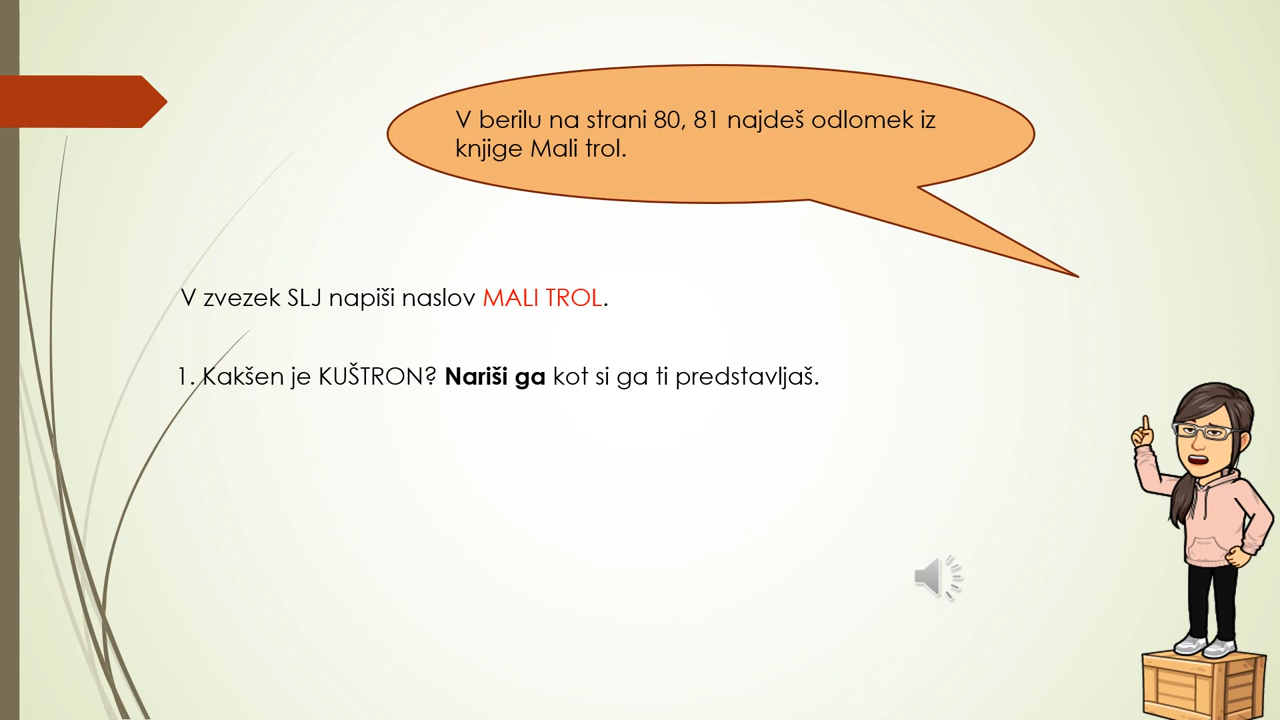 V berilu na strani 80, 81 najdeš odlomek iz
knjige Mali trol.
V zvezek SLJ napiši naslov MALI TROL.
1. Kakšen je KUŠTRON? Nariši ga kot si ga ti predstavljaš.